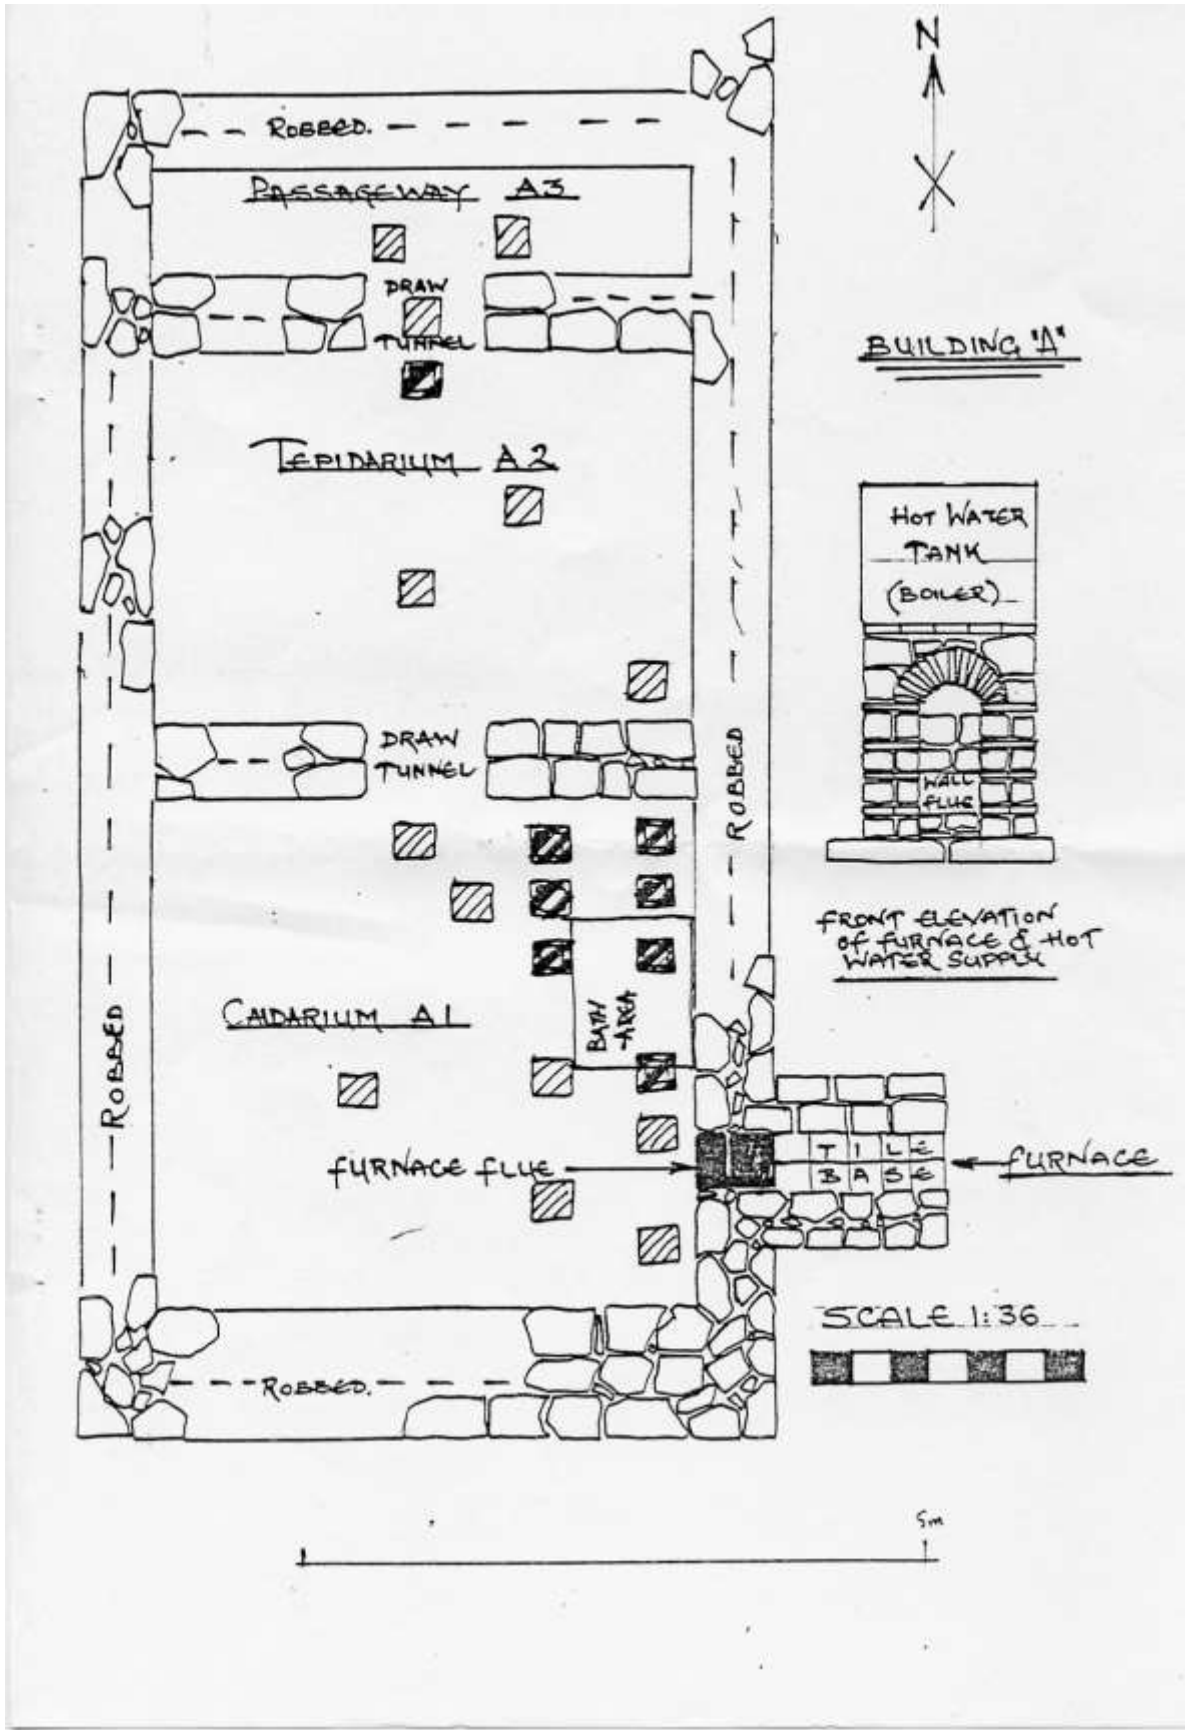 N
ROBBED.
PASSAGEWAY A3
DRAW
TUNNEL
BUILDING "A"
TEPIDARIUM A2
HOT WATER
TANK
(BOILER)
DRAW
TUNNEL
ROBBED
WALL
FLUE
FRONT ELEVATION
OF FURNACE & HOT
WATER SUPPLY
CALDARIUM A1
BATH
AREA
ROBBED
TILE
BASE
FURNACE FLUE
FURNACE
SCALE 1:36
ROBBED.
5m